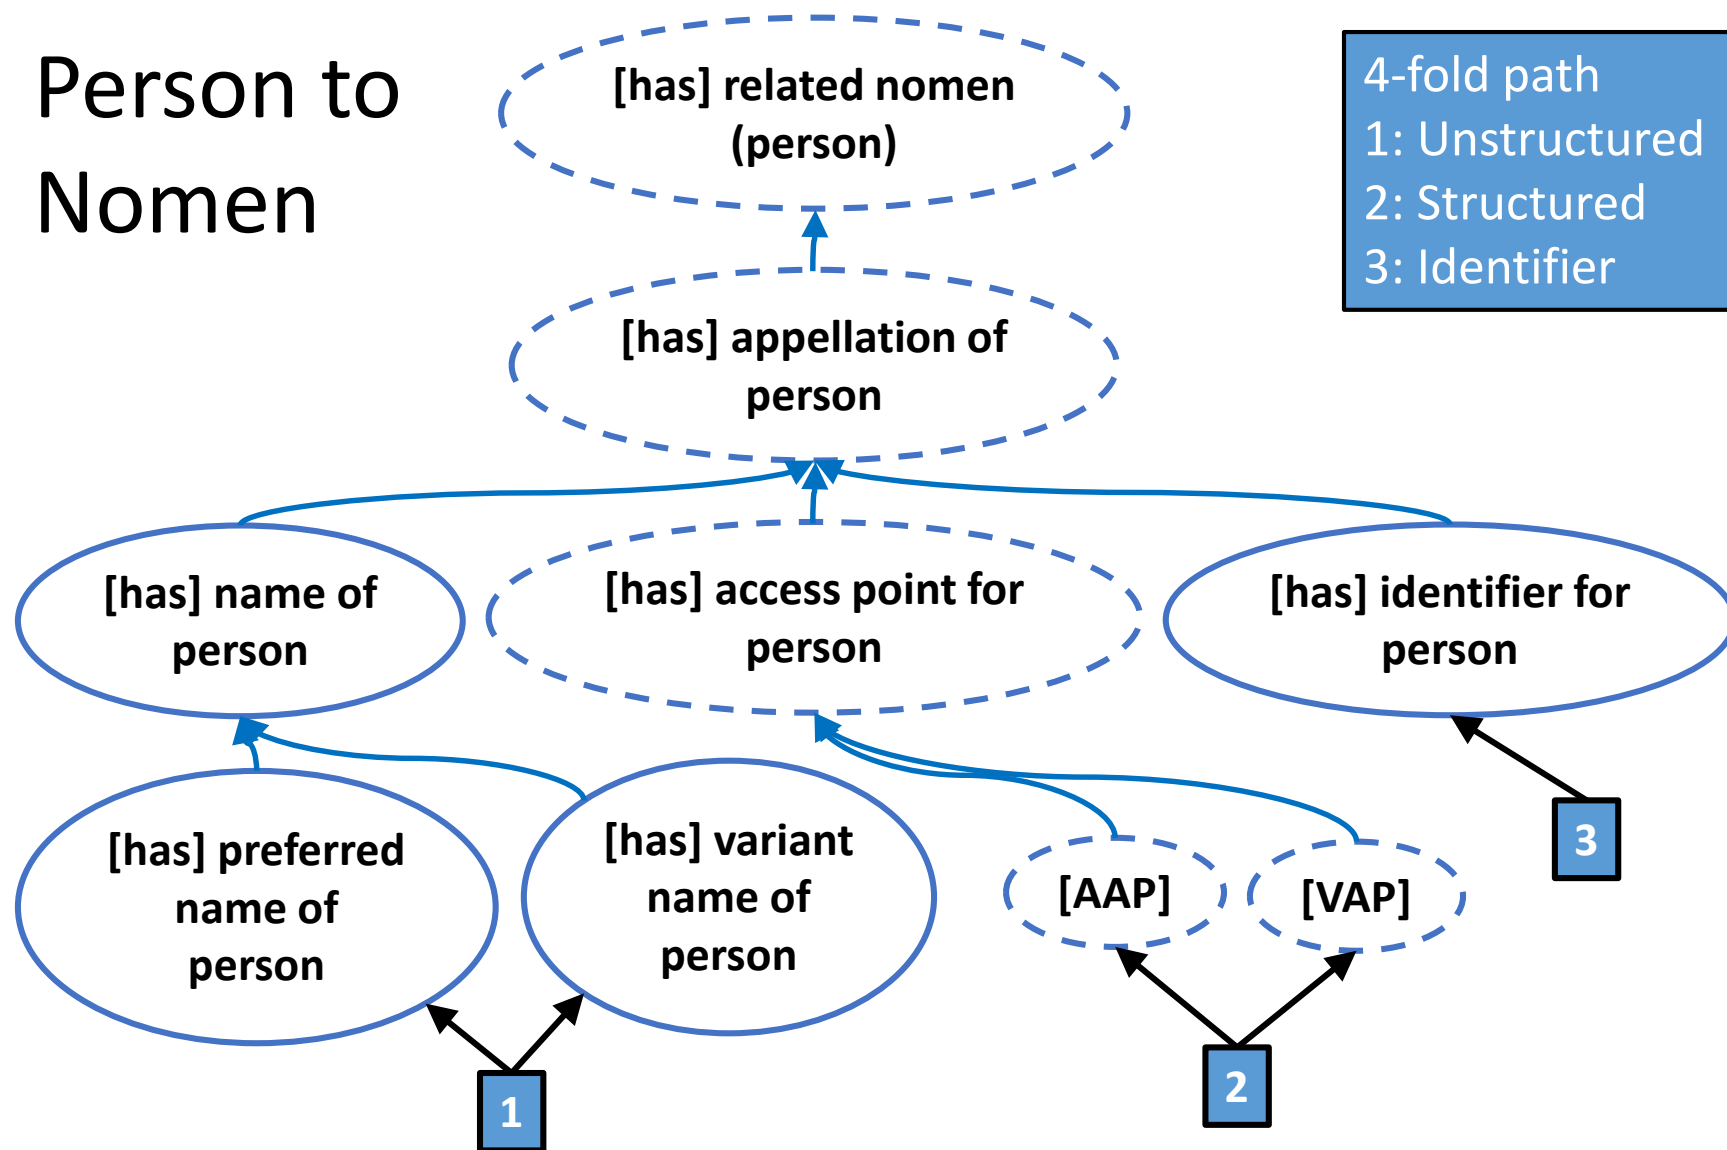 Person to
Nomen
[has] related nomen
(person)
4-fold path
1: Unstructured
2: Structured
3: Identifier
[has] appellation of
person
[has] name of
person
[has] access point for
person
[has] identifier for
person
[has] preferred
name of
person
[has] variant
name of
person
[AAP]
[VAP]
3
1
2